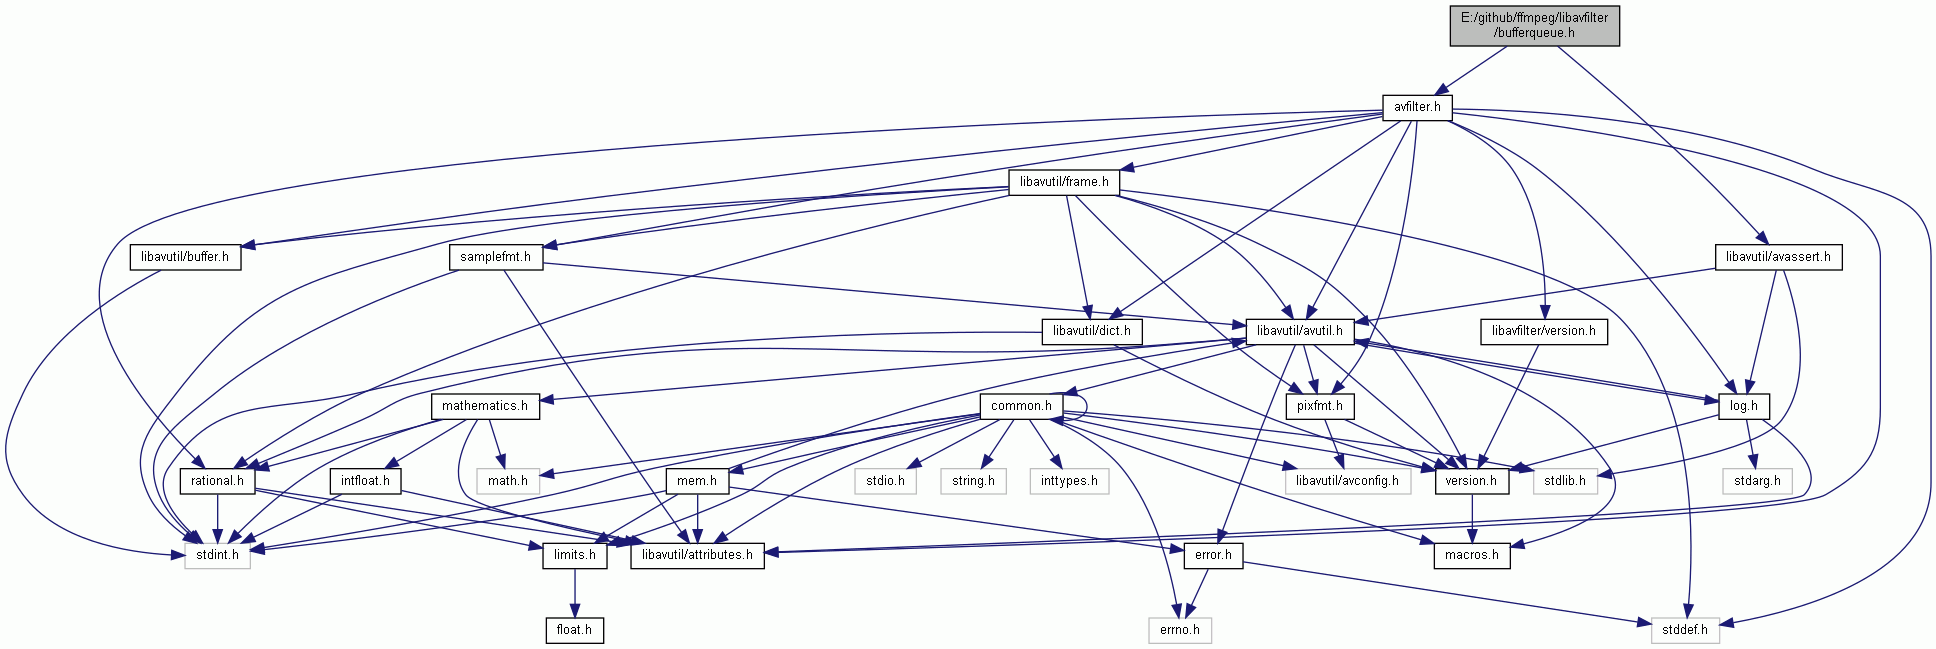 E:/github/ffmpeg/libavfilter
/bufferqueue.h
avfilter.h
libavutil/frame.h
libavutil/buffer.h
samplefmt.h
libavutil/avassert.h
libavutil/dict.h
libavutil/avutil.h
libavfilter/version.h
mathematics.h
common.h
pixfmt.h
log.h
rational.h
intfloat.h
math.h
mem.h
stdio.h
string.h
inttypes.h
libavutil/avconfig.h
version.h
stdlib.h
stdarg.h
stdint.h
limits.h
libavutil/attributes.h
error.h
macros.h
float.h
errno.h
stddef.h